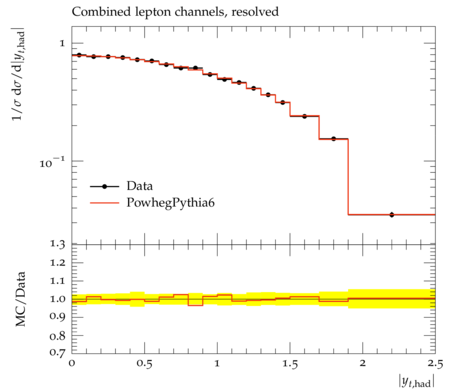 Combined lepton channels, resolved
1/σ dσ/d|y_{t,had}|
1
10⁻¹
Data
PowhegPythia6
MC/Data
1.3
1.2
1.1
1.0
0.9
0.8
0.7
0 0.5 1 1.5 2 2.5
|y_{t,had}|